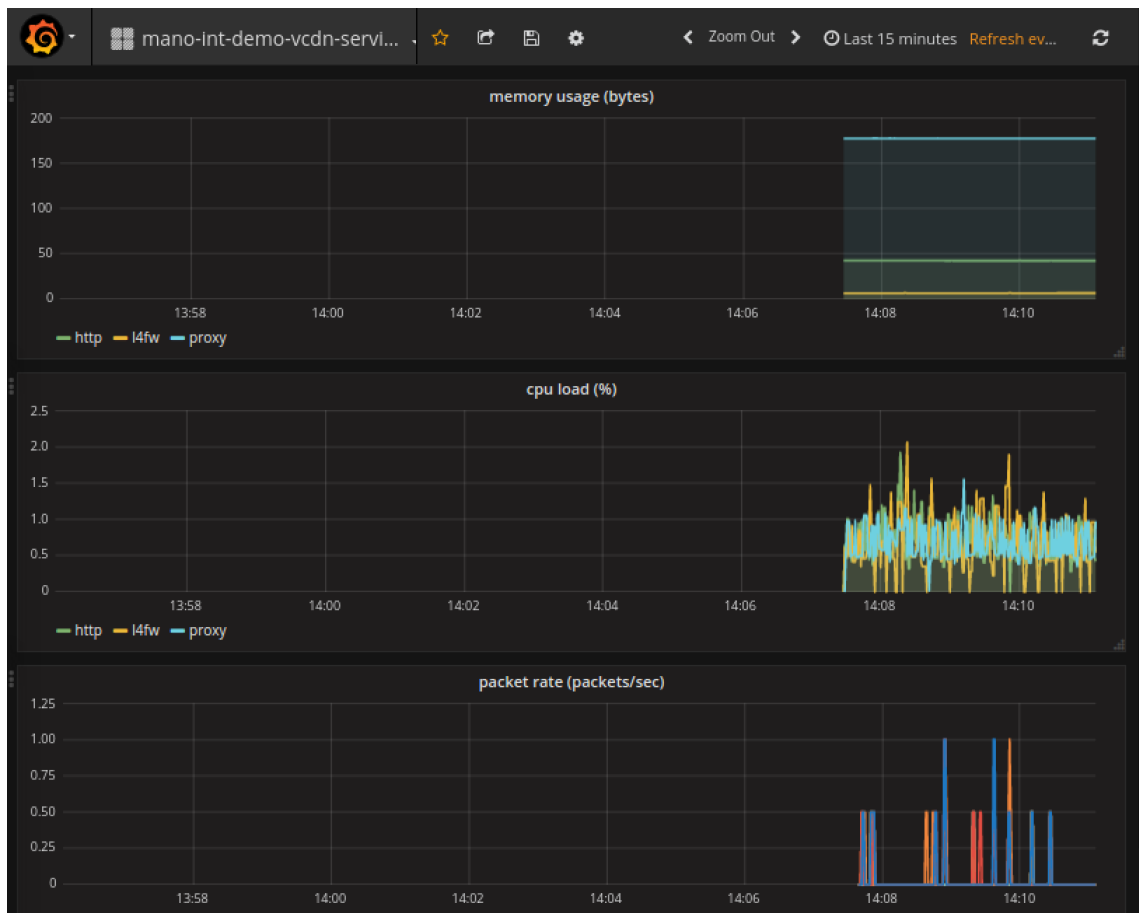 mano-int-demo-vcdn-servi... Zoom Out Last 15 minutes Refresh ev...
memory usage (bytes)
200
150
100
50
0
13:58 14:00 14:02 14:04 14:06 14:08 14:10
http l4fw proxy
cpu load (%)
2.5
2.0
1.5
1.0
0.5
0
13:58 14:00 14:02 14:04 14:06 14:08 14:10
http l4fw proxy
packet rate (packets/sec)
1.25
1.00
0.75
0.50
0.25
0
13:58 14:00 14:02 14:04 14:06 14:08 14:10